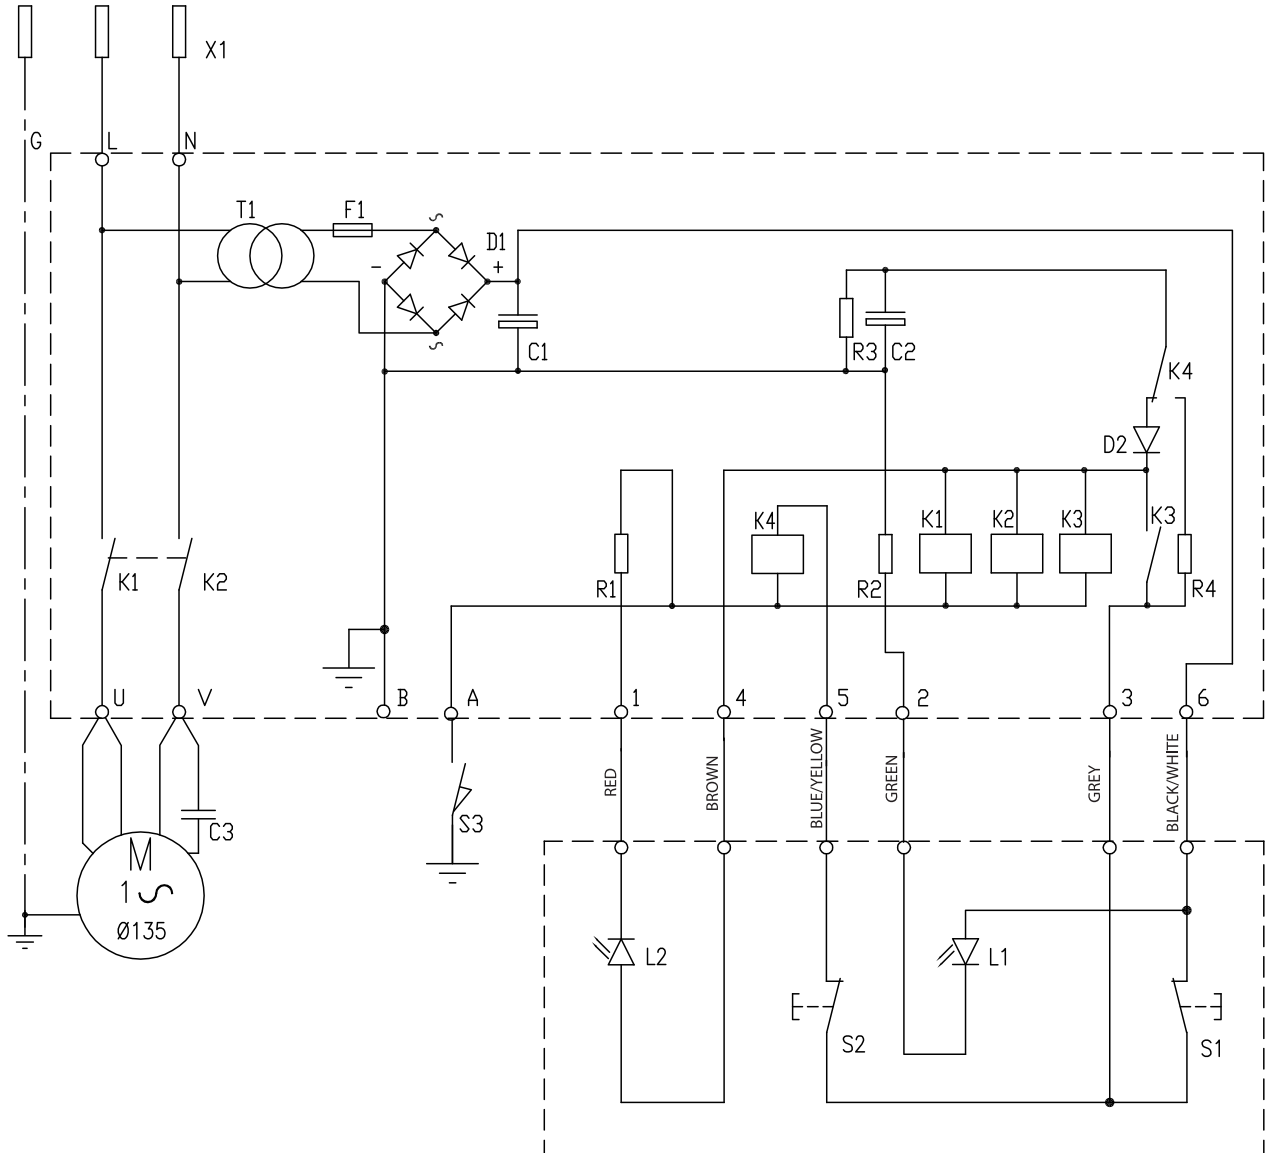 X1
G L N
T1 F1
D1
− +
C1 R3 C2
K4
D2
K4 K1 K2 K3 K3
K1 K2 R1 R2 R4
U V B A 1 4 5 2 3 6
RED BROWN BLUE/YELLOW GREEN GREY BLACK/WHITE
C3 S3
M
1
Ø135
L2 L1
S2 S1